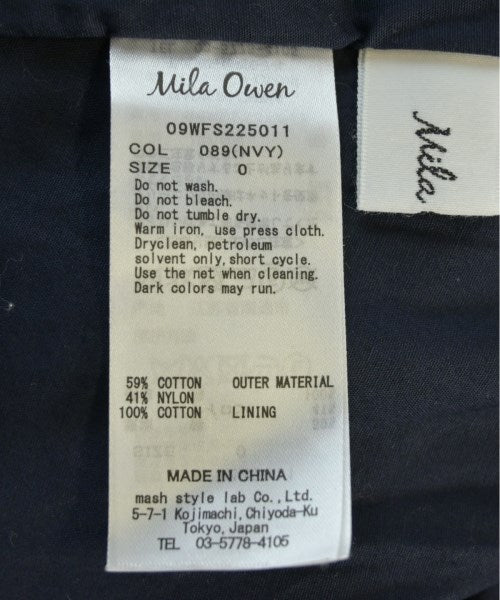 Mila Owen
09WFS225011
COL 089(NVY)
SIZE 0
Do not wash.
Do not bleach.
Do not tumble dry.
Warm iron, use press cloth.
Dryclean, petroleum
solvent only,short cycle.
Use the net when cleaning.
Dark colors may run.
59% COTTON OUTER MATERIAL
41% NYLON
100% COTTON LINING
MADE IN CHINA
mash style lab Co.,Ltd.
5-7-1 Kojimachi,Chiyoda-Ku
Tokyo,Japan
TEL 03-5778-4105
Mila